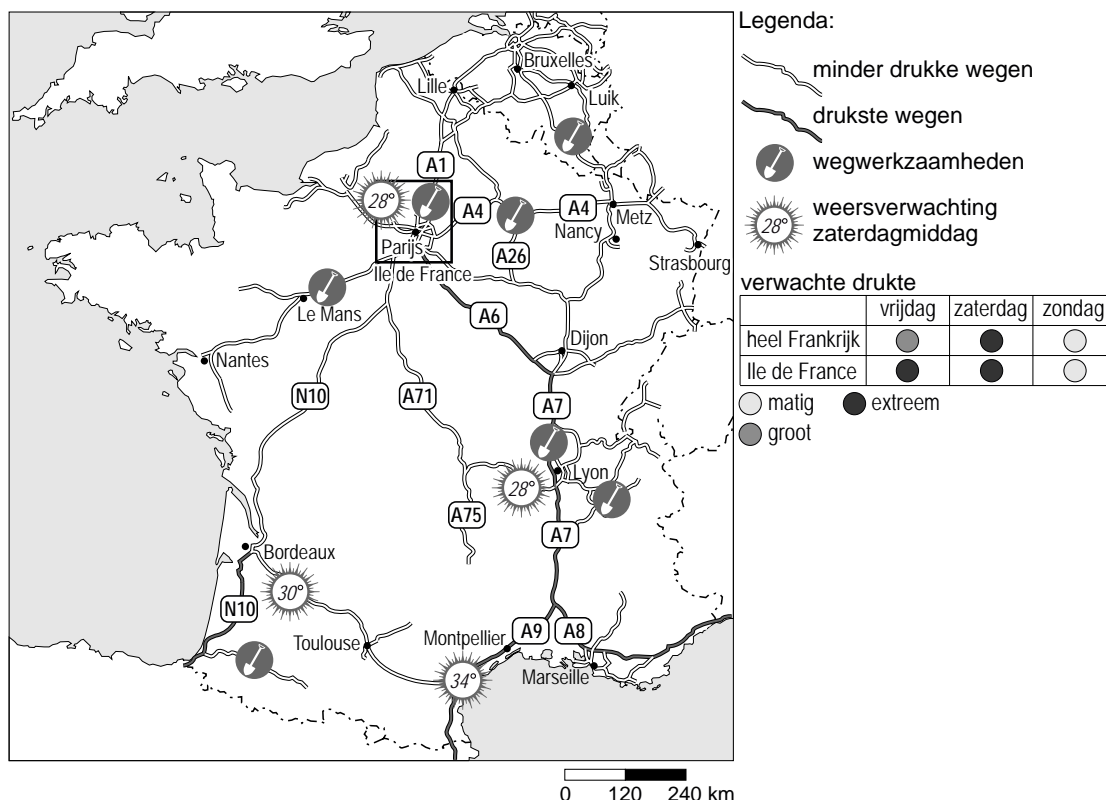 Legenda:
minder drukke wegen
drukste wegen
wegwerkzaamheden
28° weersverwachting
zaterdagmiddag
verwachte drukte
vrijdag zaterdag zondag
heel Frankrijk
Ile de France
matig extreem
groot
Bruxelles
Lille
Luik
A1
28°
A4
A4
Metz
Nancy
Parijs
A26
Strasbourg
Ile de France
Le Mans
A6
Dijon
Nantes
N10
A71
A7
Lyon
28°
A75
A7
Bordeaux
30°
N10
Toulouse
Montpellier
A9
A8
Marseille
34°
0 120 240 km